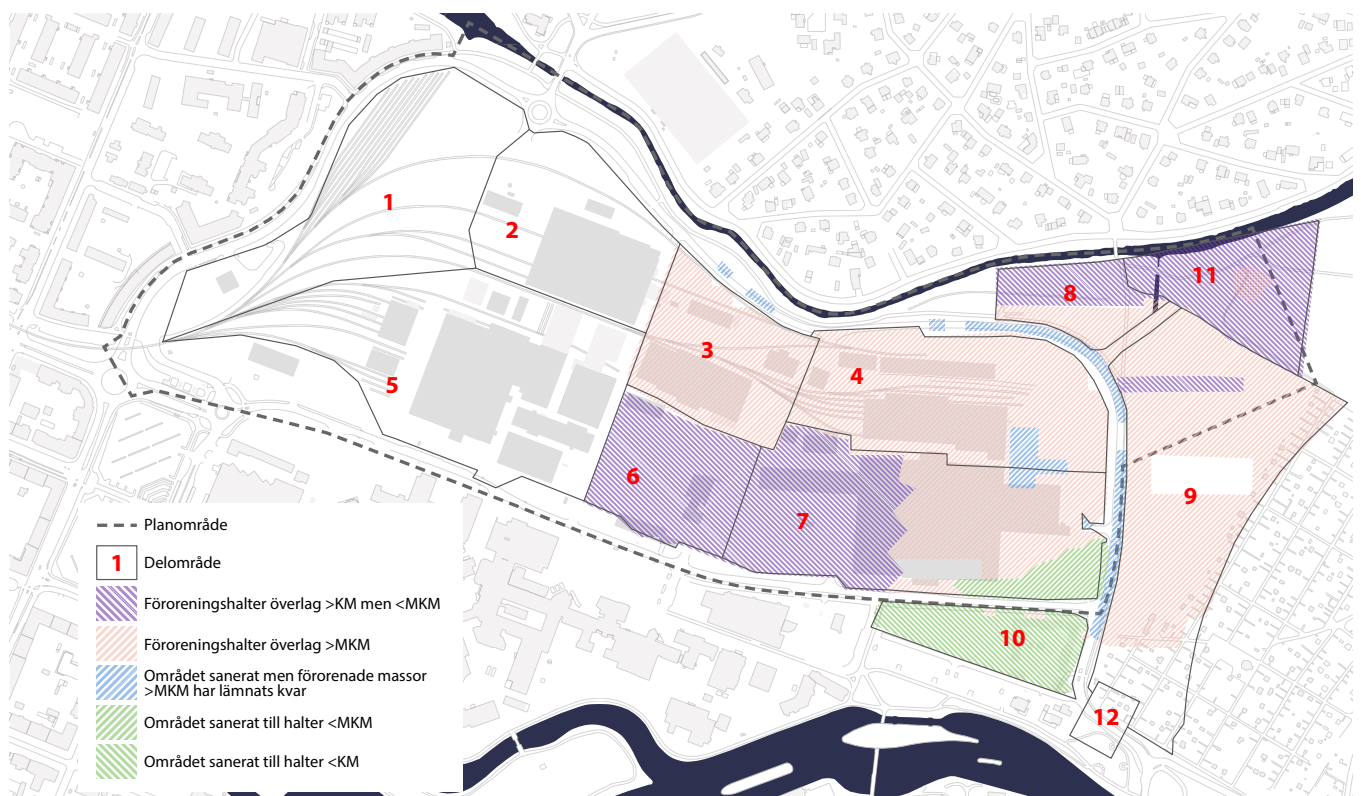 1
2
3
4
5
6
7
8
9
10
11
12
Planområde
1 Delområde
Föroreningshalter överlag >KM men <MKM
Föroreningshalter överlag >MKM
Området sanerat men förorenade massor
>MKM har lämnats kvar
Området sanerat till halter <MKM
Området sanerat till halter <KM